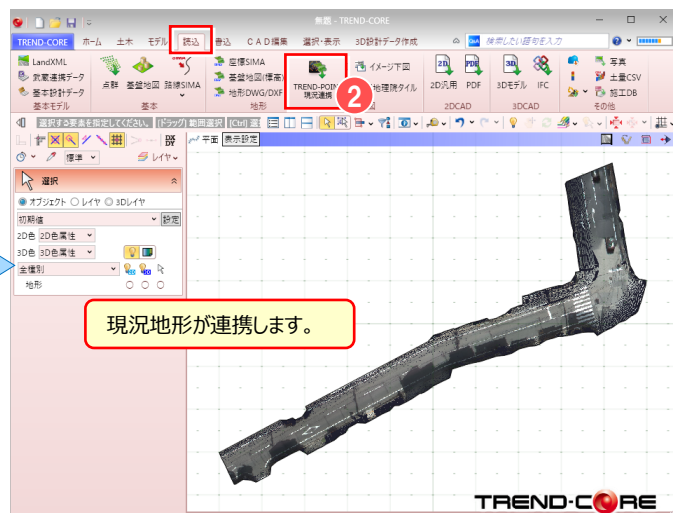 無題 - TREND-CORE
TREND-CORE ホーム 土木 モデル 読込 書込 CAD編集 選択・表示 3D設計データ作成 Q&A 検索したい語句を入力
LandXML
武蔵連携データ
基本設計データ
基本モデル
点群 基盤地図 路線SIMA
基本
座標SIMA
基盤地図(標高)
地形DWG/DXF
地形
TREND-POINT
現況連携
2
イメージ下図
地理院タイル
2D汎用 PDF
2DCAD
3Dモデル IFC
3DCAD
写真
土量CSV
施工DB
その他
選択する要素を指定してください。 [ドラッグ] 範囲選択 [Ctrl] 選
標準 レイヤ
平面 表示設定
選択
オブジェクト レイヤ 3Dレイヤ
初期値 設定
2D色 2D色属性
3D色 3D色属性
全種別
地形
現況地形が連携します。
TREND-CORE